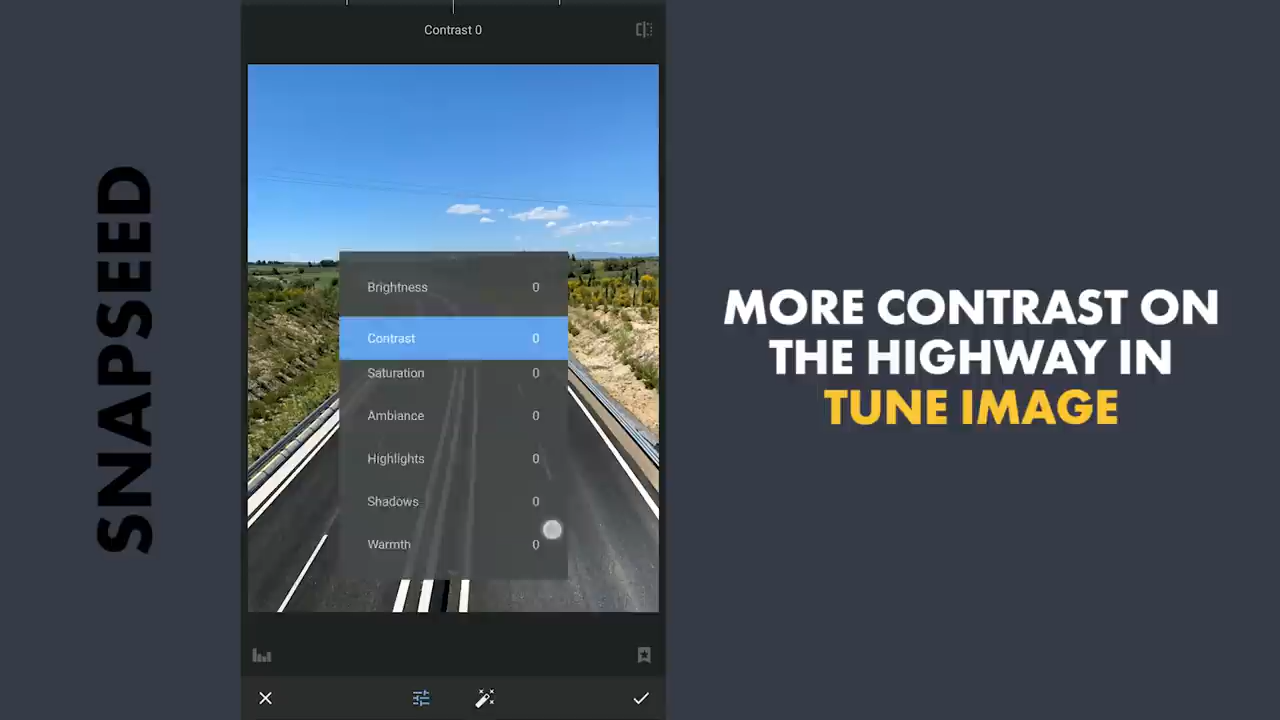 SNAPSEED
Contrast 0
Brightness 0
Contrast 0
Saturation 0
Ambiance 0
Highlights 0
Shadows 0
Warmth 0
MORE CONTRAST ON
THE HIGHWAY IN
TUNE IMAGE